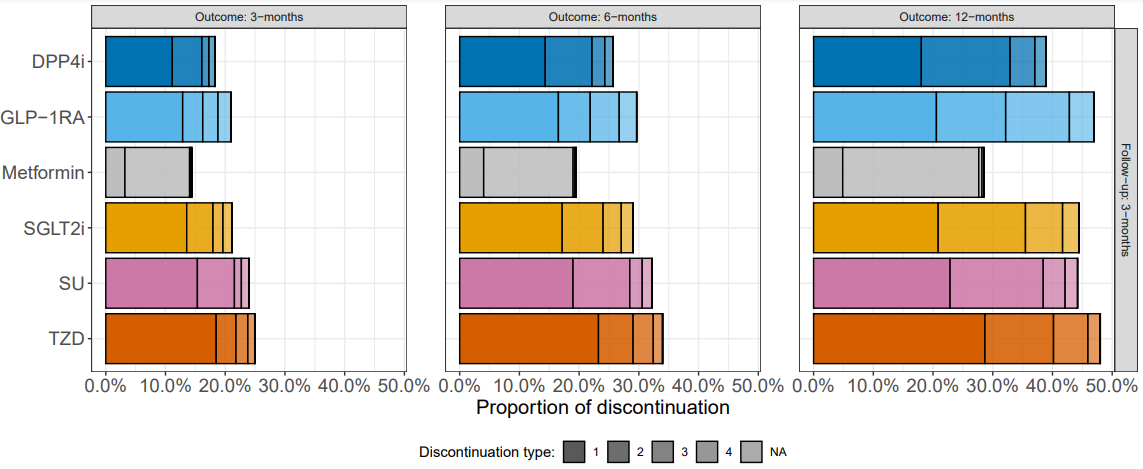 Outcome: 3−months
Outcome: 6−months
Outcome: 12−months
DPP4i
GLP−1RA
Metformin
SGLT2i
SU
TZD
Follow−up: 3−months
0.0% 10.0% 20.0% 30.0% 40.0% 50.0%
0.0% 10.0% 20.0% 30.0% 40.0% 50.0%
0.0% 10.0% 20.0% 30.0% 40.0% 50.0%
Proportion of discontinuation
Discontinuation type: 1 2 3 4 NA